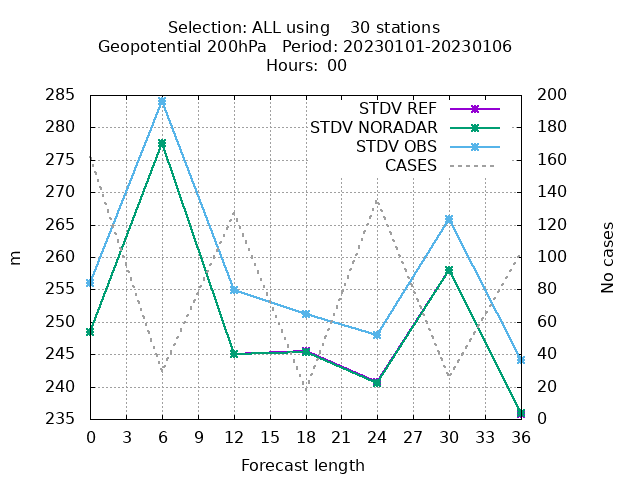 Selection: ALL using    30 stations
Geopotential 200hPa   Period: 20230101-20230106
Hours: 00
STDV REF
STDV NORADAR
STDV OBS
CASES
285
280
275
270
265
260
255
250
245
240
235
m
200
180
160
140
120
100
80
60
40
20
0
No cases
0 3 6 9 12 15 18 21 24 27 30 33 36
Forecast length